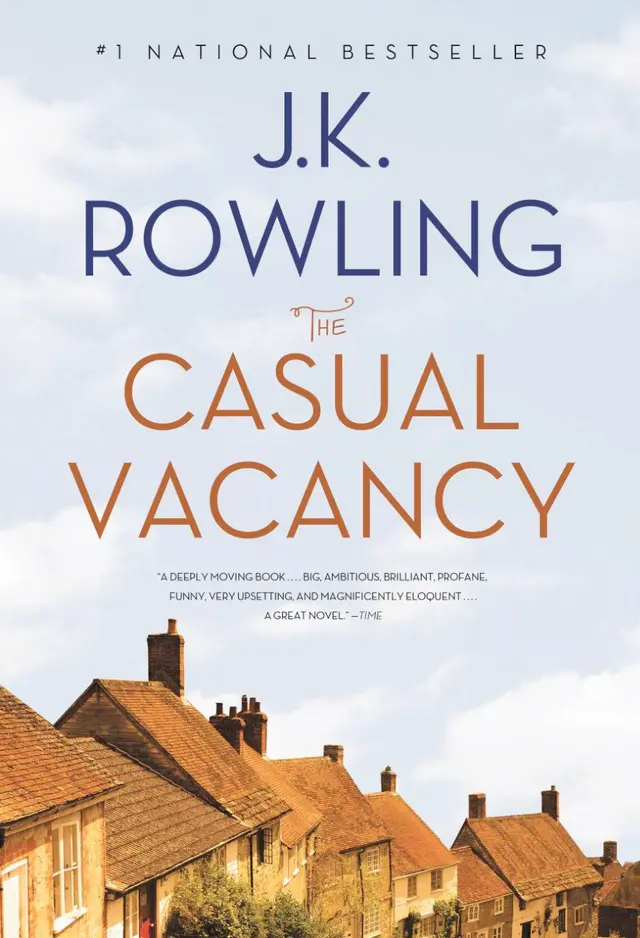 #1 NATIONAL BESTSELLER
J.K.
ROWLING
THE
CASUAL
VACANCY
"A DEEPLY MOVING BOOK .... BIG, AMBITIOUS, BRILLIANT, PROFANE,
FUNNY, VERY UPSETTING, AND MAGNIFICENTLY ELOQUENT ....
A GREAT NOVEL." —TIME